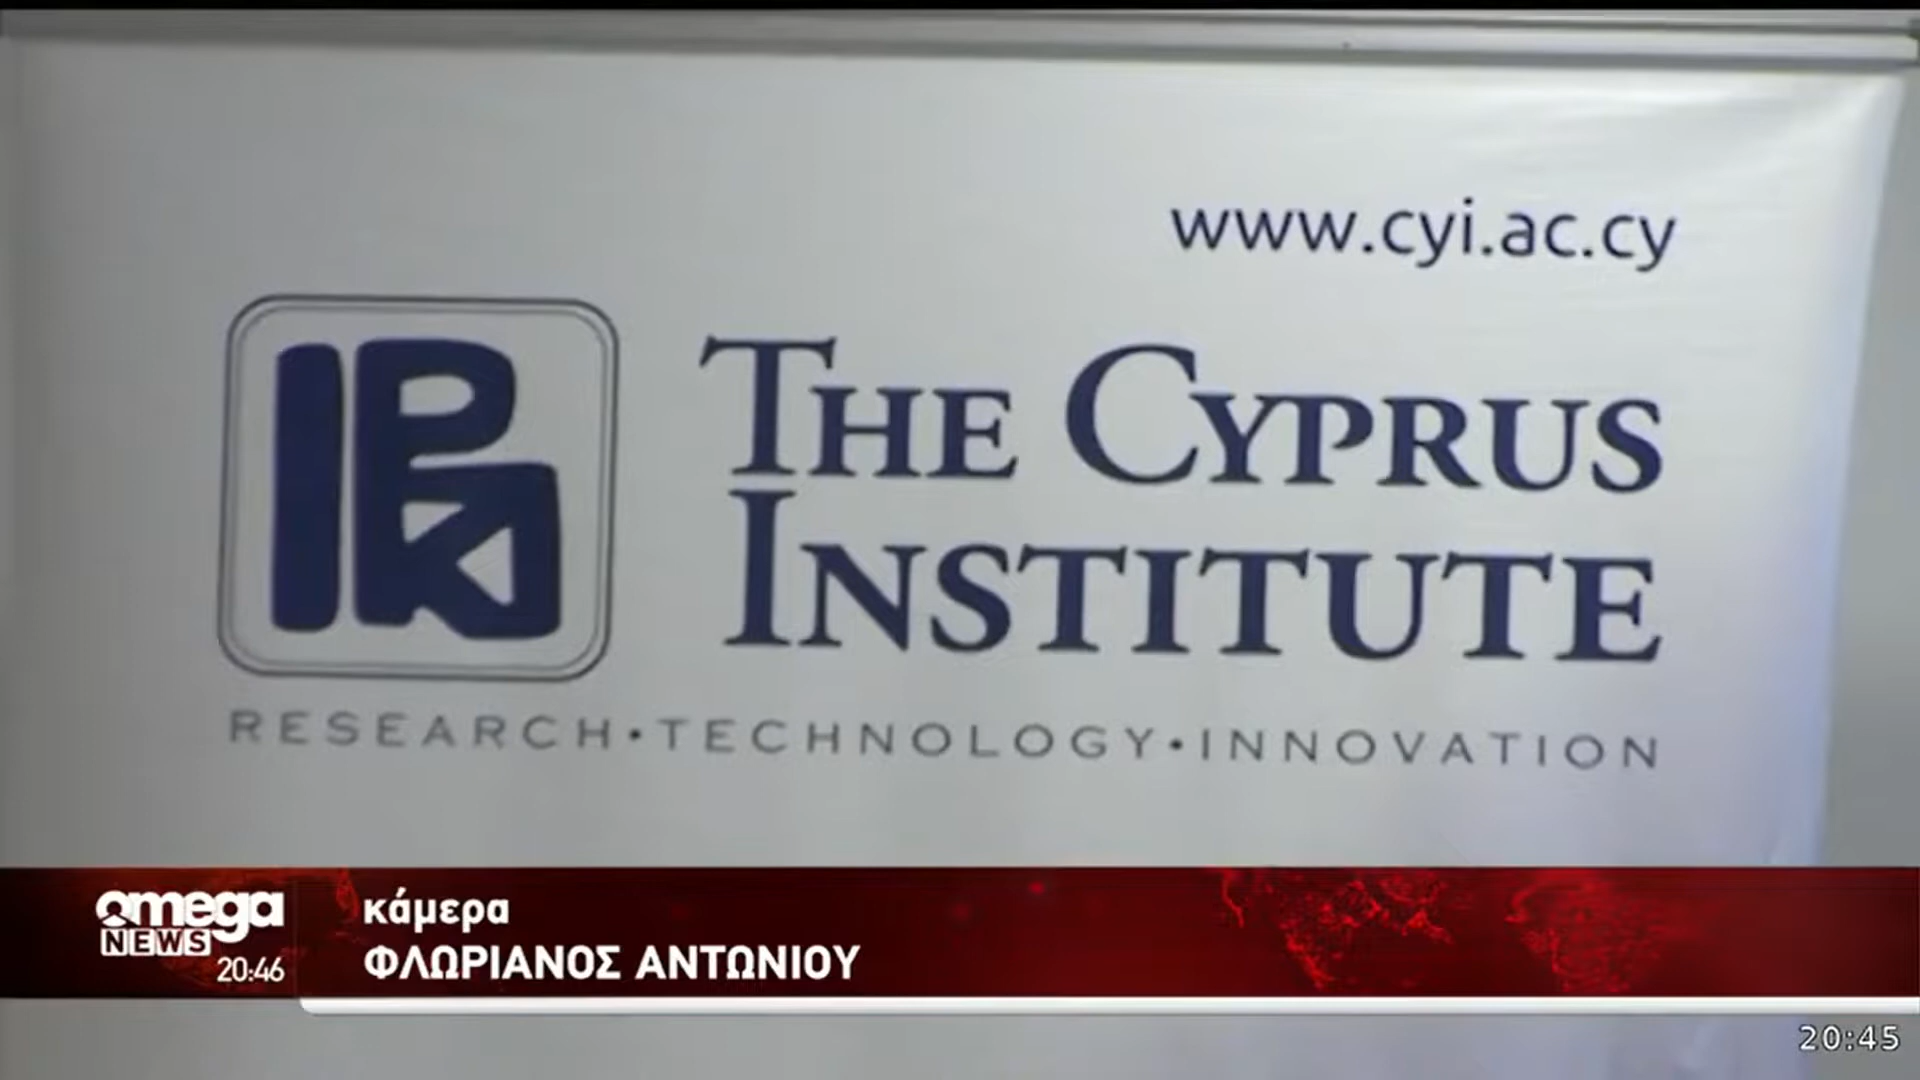 www.cyi.ac.cy
IPK
THE CYPRUS
INSTITUTE
RESEARCH•TECHNOLOGY•INNOVATION
omega
NEWS
20:46
κάμερα
ΦΛΩΡΙΑΝΟΣ ΑΝΤΩΝΙΟΥ
20:45